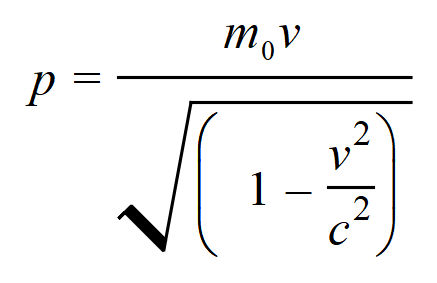 p = m₀v / √(1 − v²/c²)